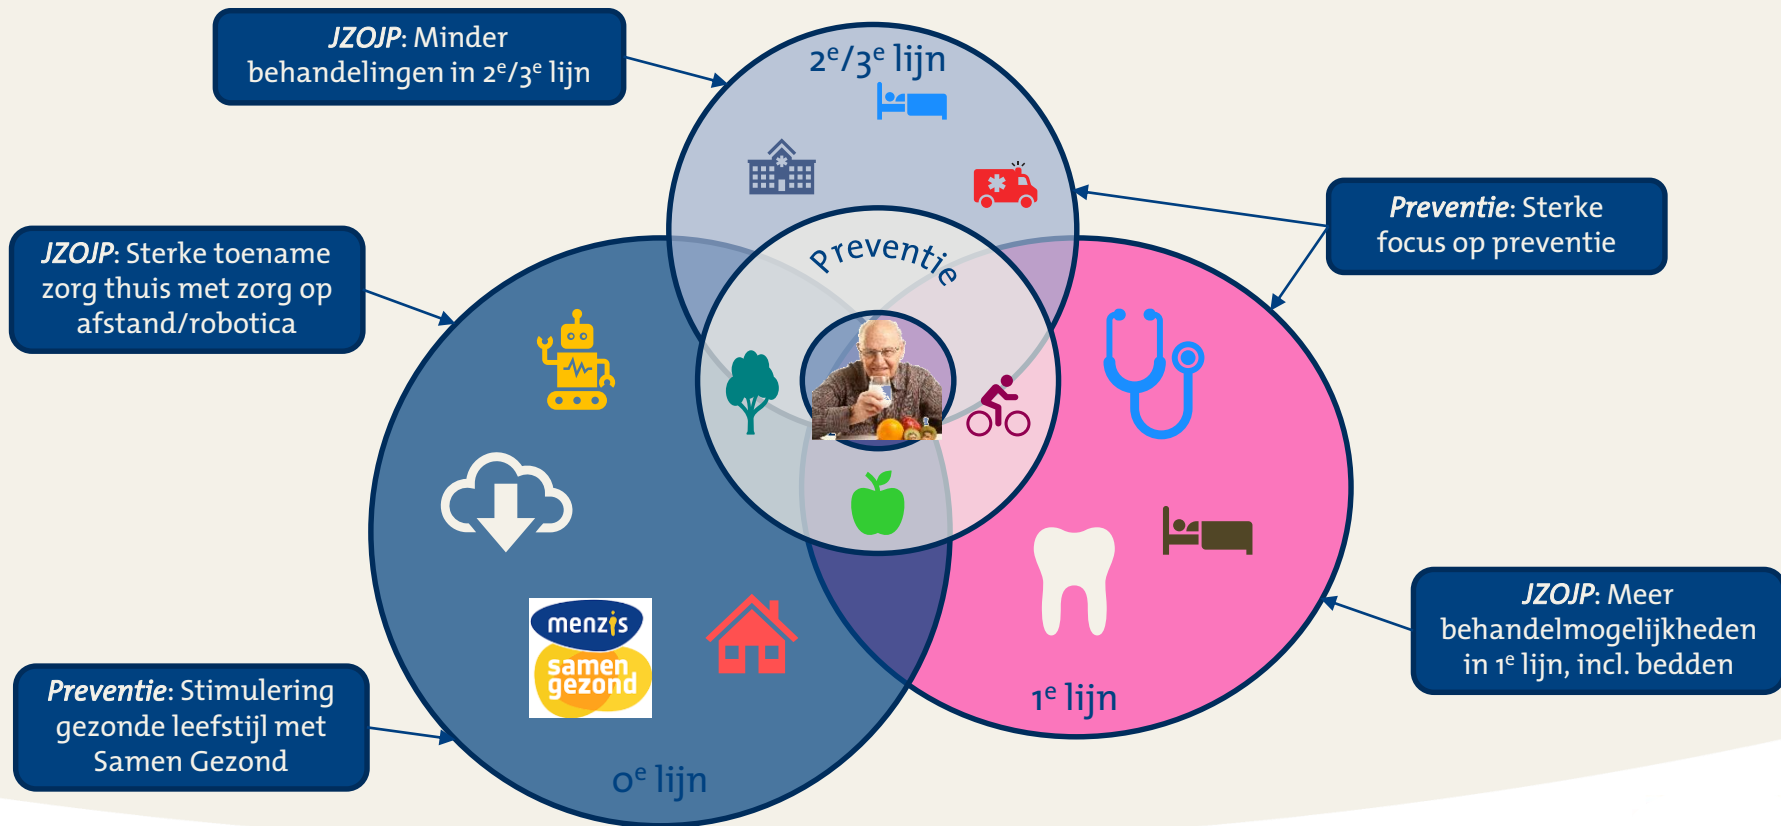 JZOJP: Minder
behandelingen in 2e/3e lijn
2e/3e lijn
Preventie: Sterke
focus op preventie
JZOJP: Sterke toename
zorg thuis met zorg op
afstand/robotica
Preventie
menzis
samen
gezond
1e lijn
JZOJP: Meer
behandelmogelijkheden
in 1e lijn, incl. bedden
Preventie: Stimulering
gezonde leefstijl met
Samen Gezond
0e lijn